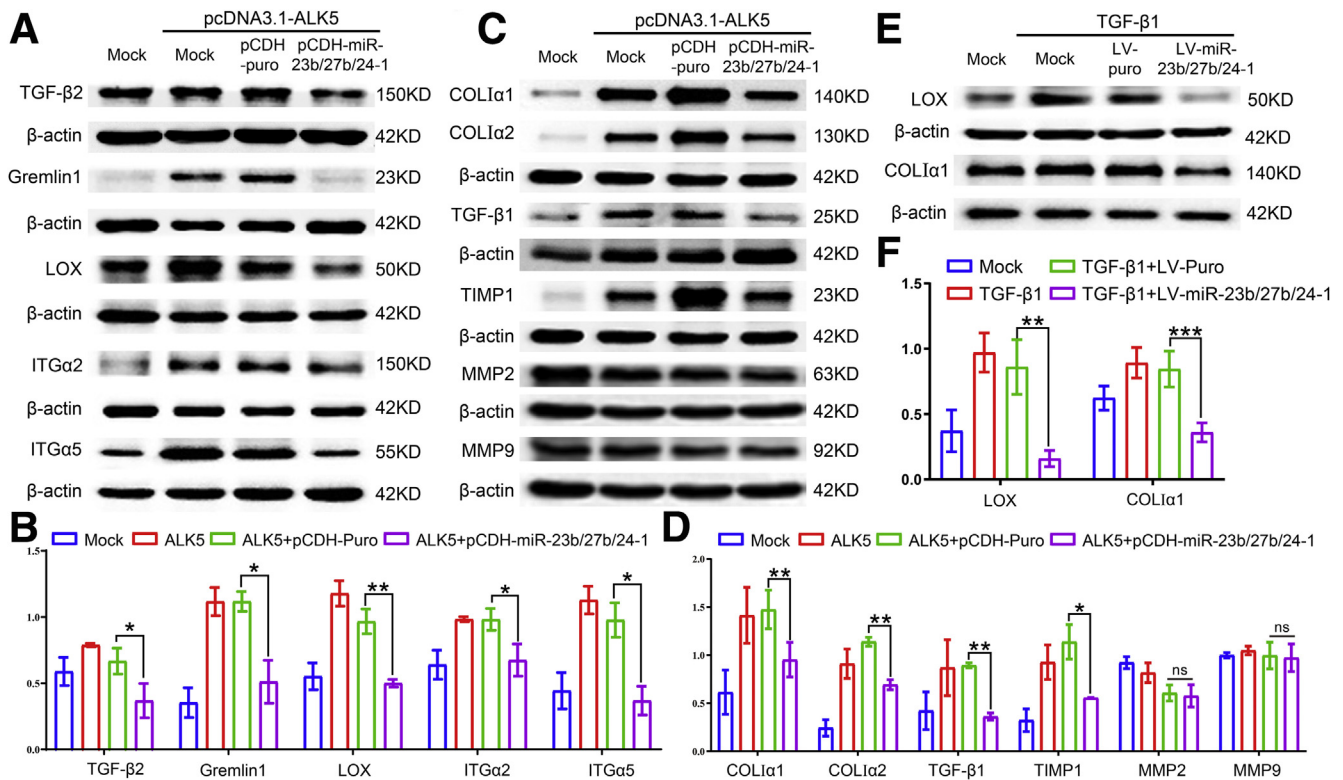 A
pcDNA3.1-ALK5
Mock
Mock
pCDH
-puro
pCDH-miR-
23b/27b/24-1
TGF-β2
150KD
β-actin
42KD
Gremlin1
23KD
β-actin
42KD
LOX
50KD
β-actin
42KD
ITGα2
150KD
β-actin
42KD
ITGα5
55KD
β-actin
42KD
B
Mock
ALK5
ALK5+pCDH-Puro
ALK5+pCDH-miR-23b/27b/24-1
1.5
1.0
0.5
0.0
*
*
**
*
*
TGF-β2
Gremlin1
LOX
ITGα2
ITGα5
C
pcDNA3.1-ALK5
Mock
Mock
pCDH
-puro
pCDH-miR-
23b/27b/24-1
COLIα1
140KD
COLIα2
130KD
β-actin
42KD
TGF-β1
25KD
β-actin
42KD
TIMP1
23KD
β-actin
42KD
MMP2
63KD
β-actin
42KD
MMP9
92KD
β-actin
42KD
D
Mock
ALK5
ALK5+pCDH-Puro
ALK5+pCDH-miR-23b/27b/24-1
2.0
1.5
1.0
0.5
0.0
**
**
**
*
ns
ns
COLIα1
COLIα2
TGF-β1
TIMP1
MMP2
MMP9
E
TGF-β1
Mock
Mock
LV-
puro
LV-miR-
23b/27b/24-1
LOX
50KD
β-actin
42KD
COLIα1
140KD
β-actin
42KD
F
Mock
TGF-β1+LV-Puro
TGF-β1
TGF-β1+LV-miR-23b/27b/24-1
1.5
1.0
0.5
0.0
**
***
LOX
COLIα1